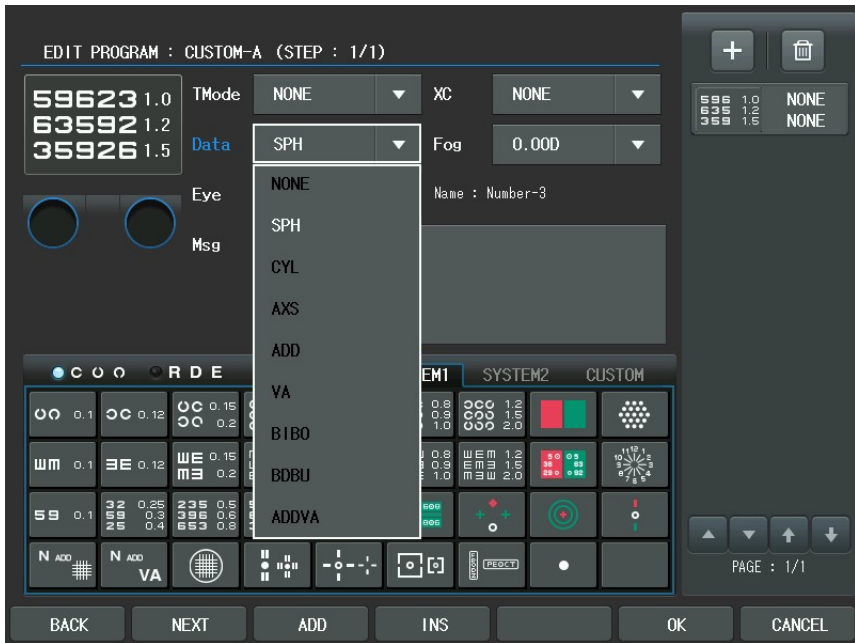 EDIT PROGRAM : CUSTOM-A (STEP : 1/1)
59623 1.0
63592 1.2
35926 1.5
TMode NONE XC NONE
Data SPH Fog 0.00D
Eye
Name : Number-3
Msg
NONE
SPH
CYL
AXS
ADD
VA
BIBO
BDBU
ADDVA
596 1.0 NONE
635 1.2 NONE
359 1.5
R D E
EM1 SYSTEM2 CUSTOM
0.1
0.12
0.15
0.2
0.8 1.2
0.9 1.5
1.0 2.0
0.1
E 0.12
E 0.15
E 0.2
0.8 E 1.2
0.9 E 1.5
1.0 2.0
59 0.1
32 0.25
59 0.3
25 0.4
235 0.5
396 0.6
653 0.8
N ADD
N ADD
VA
PEOCT
PAGE : 1/1
BACK NEXT ADD INS OK CANCEL